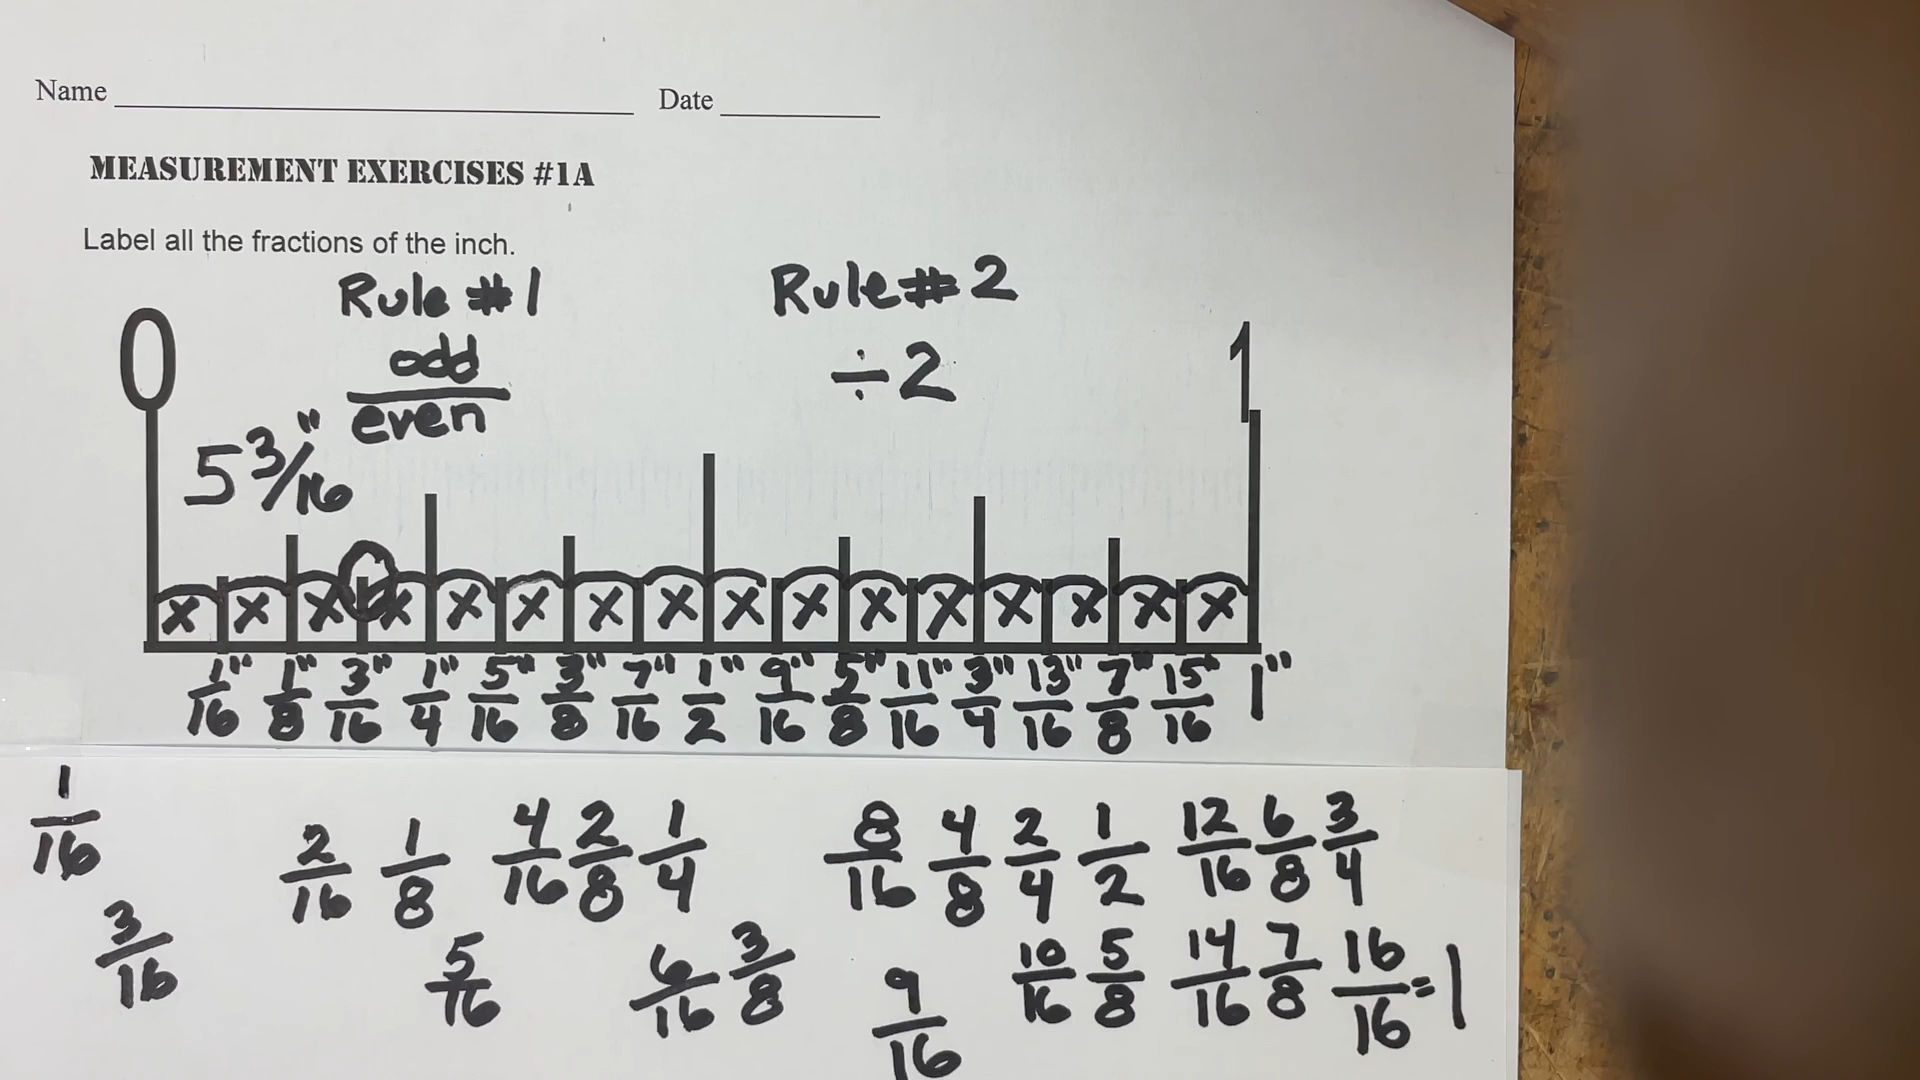 Name ________ Date ________
MEASUREMENT EXERCISES #1A
Label all the fractions of the inch.
Rule #1 Rule #2
odd/even ÷2
0 1
5 3/16"
x x x x x x x x x x x x x x x x
1/16" 1/8" 3/16" 1/4" 5/16" 3/8" 7/16" 1/2" 9/16" 5/8" 11/16" 3/4" 13/16" 7/8" 15/16" 1"
1/16 2/16 1/8 4/16 2/8 1/4 8/16 4/8 2/4 1/2 12/16 6/8 3/4
3/16 5/16 6/16 3/8 9/16 10/16 5/8 14/16 7/8 16/16=1